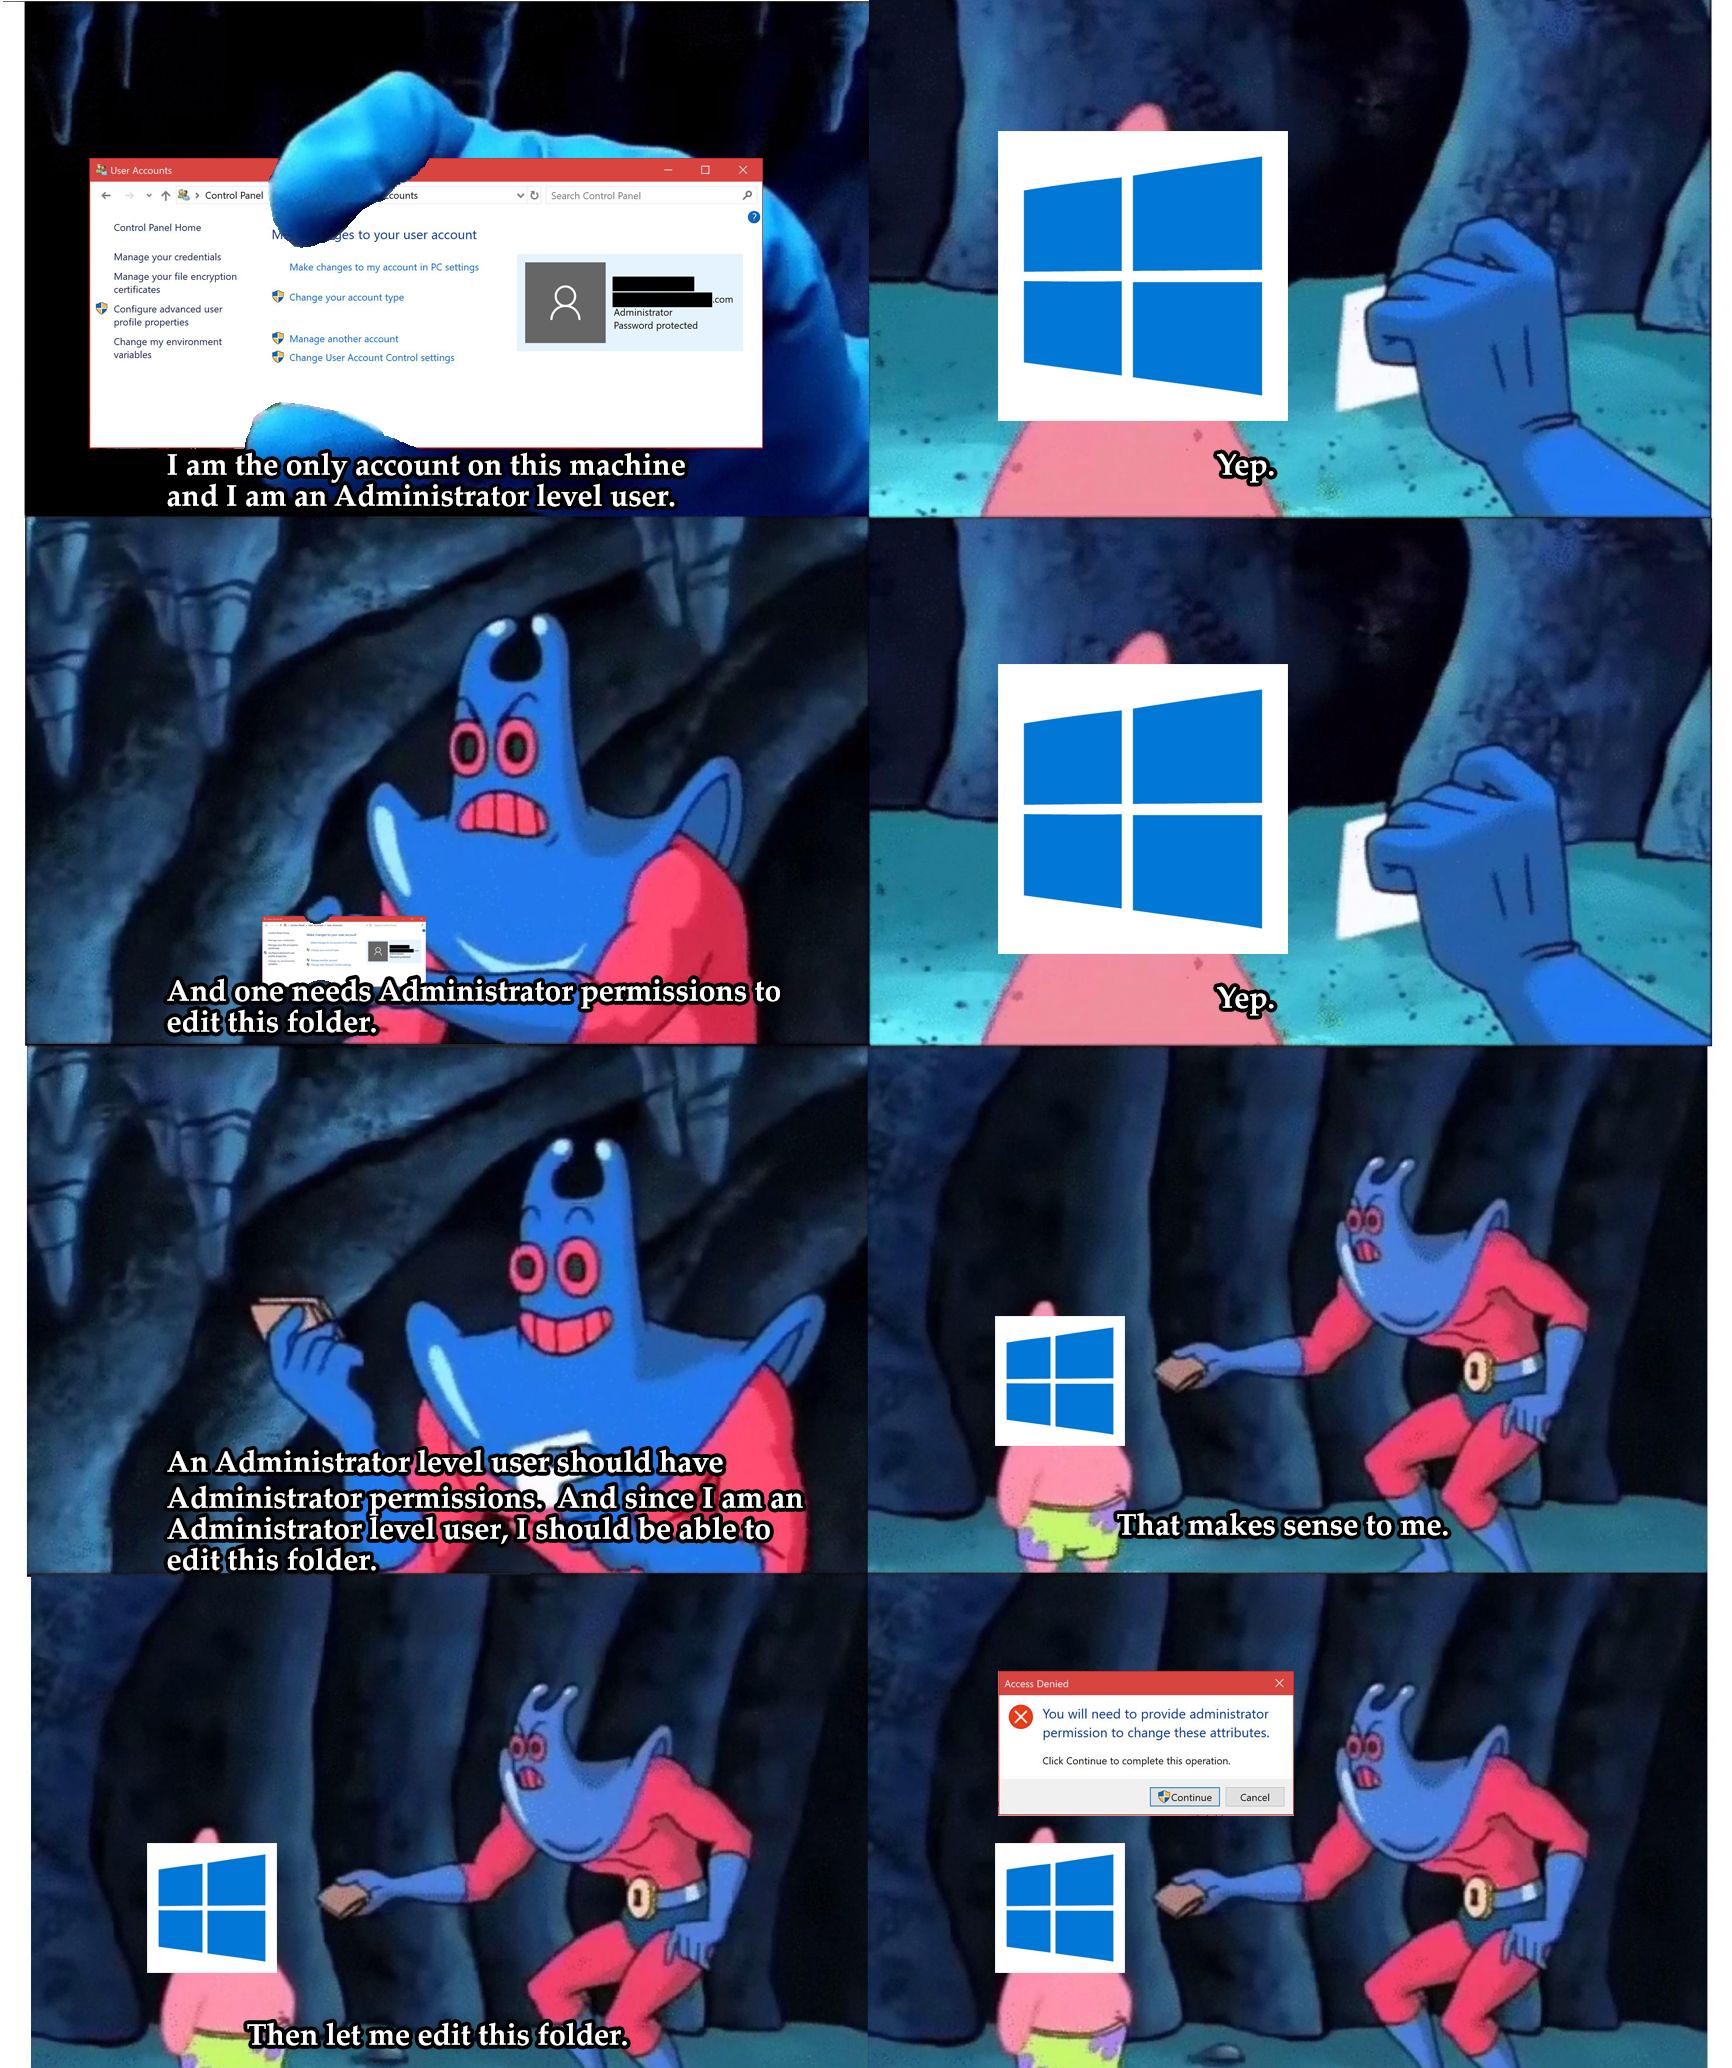 User Accounts
Control Panel
ccounts
Search Control Panel
?
Control Panel Home
Manage your credentials
Manage your file encryption
certificates
Configure advanced user
profile properties
Change my environment
variables
M ges to your user account
Make changes to my account in PC settings
Change your account type
Manage another account
Change User Account Control settings
.com
Administrator
Password protected
I am the only account on this machine
and I am an Administrator level user.
Yep.
And one needs Administrator permissions to
edit this folder.
Yep.
An Administrator level user should have
Administrator permissions. And since I am an
Administrator level user, I should be able to
edit this folder.
That makes sense to me.
Then let me edit this folder.
Access Denied
You will need to provide administrator
permission to change these attributes.
Click Continue to complete this operation.
Continue
Cancel